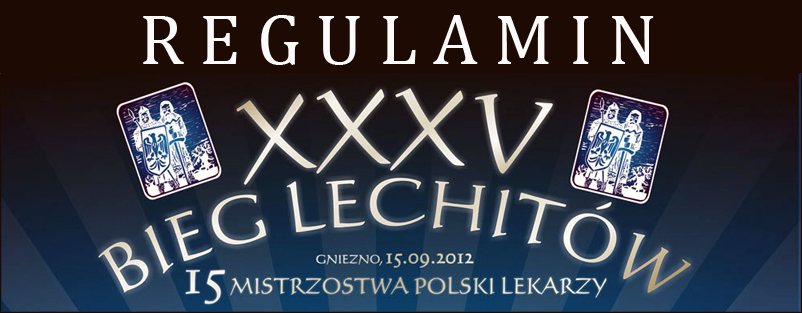 REGULAMIN
XXXV
BIEG LECHITÓW
GNIEZNO, 15.09.2012
15 MISTRZOSTWA POLSKI LEKARZY